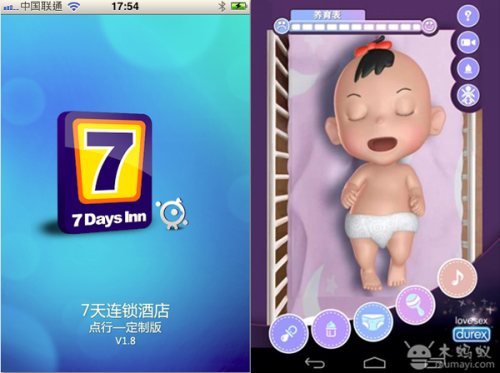 中国联通
17:54
7
7 Days Inn
7天连锁酒店
点行—定制版
V1.8
养育表
?
love sex
durex
木蚂蚁
mumayi.com